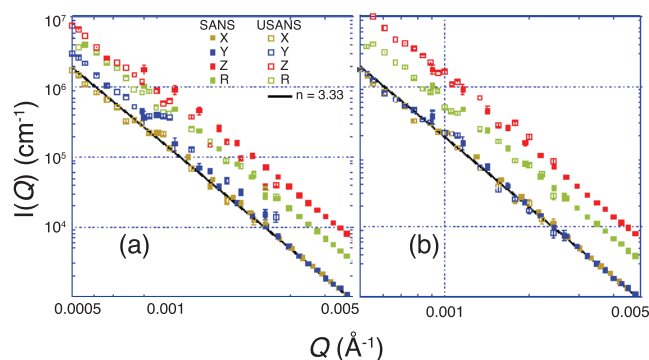 SANS USANS
X X
Y Y
Z Z
R R
n = 3.33
10⁷
10⁶
10⁵
10⁴
I(Q) (cm⁻¹)
(a) (b)
0.0005 0.001 0.005 0.001 0.005
Q (Å⁻¹)